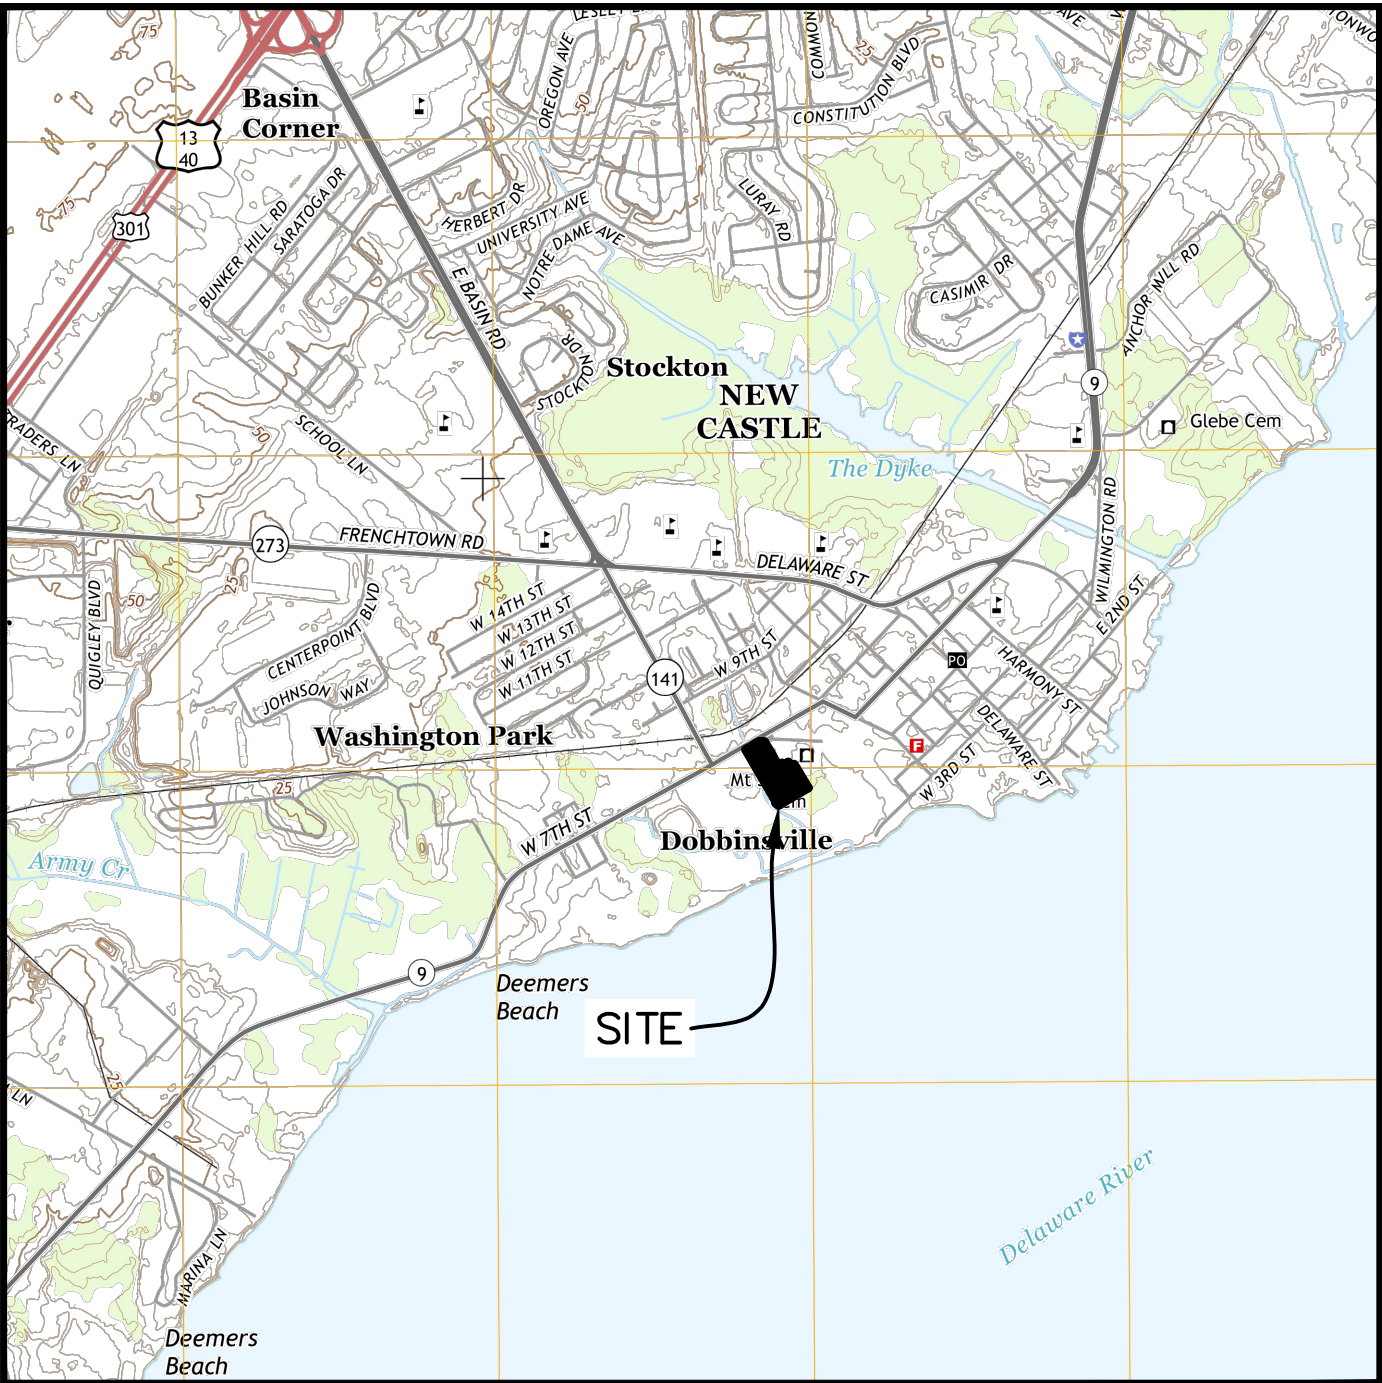 75
Basin
Corner
13
40
301
75
OREGON AVE
50
COMMON
25
CONSTITUTION BLVD
AVE
BUNKER HILL RD
SARATOGA DR
HERBERT DR
UNIVERSITY AVE
NOTRE DAME AVE
LURAY RD
CASIMIR DR
ANCHOR MILL RD
E BASIN RD
STOCKTON DR
Stockton
NEW
CASTLE
9
Glebe Cem
TRADERS LN
50
SCHOOL LN
The Dyke
273
FRENCHTOWN RD
DELAWARE ST
WILMINGTON RD
E 2ND ST
QUIGLEY BLVD
50
25
CENTERPOINT BLVD
JOHNSON WAY
W 14TH ST
W 13TH ST
W 12TH ST
W 11TH ST
141
W 9TH ST
PO
HARMONY ST
DELAWARE ST
F
W 3RD ST
Washington Park
25
Mt
W 7TH ST
Dobbinsville
Army Cr
9
Deemers
Beach
SITE
25
LN
Delaware River
MARINA LN
Deemers
Beach